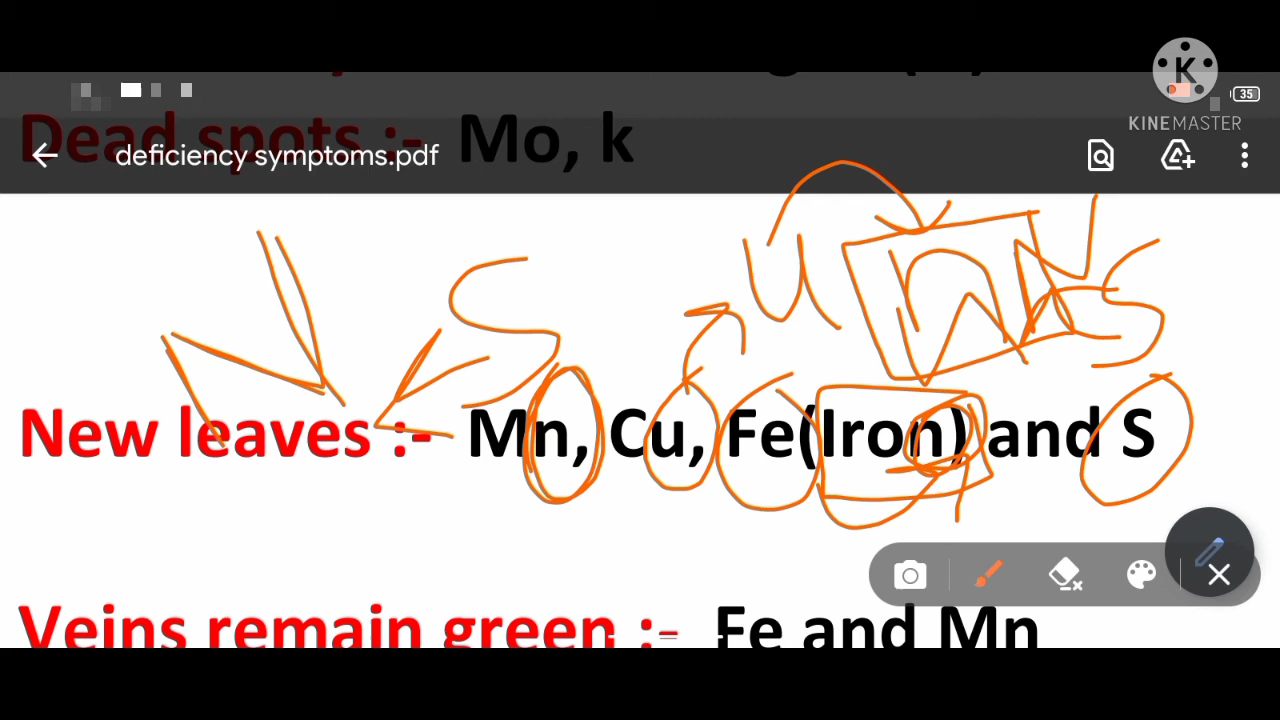 K
KINEMASTER
35
Dead spots :- Mo, k
deficiency symptoms.pdf
N S u n N S
New leaves :- Mn, Cu, Fe(Iron) and S
Veins remain green :- Fe and Mn